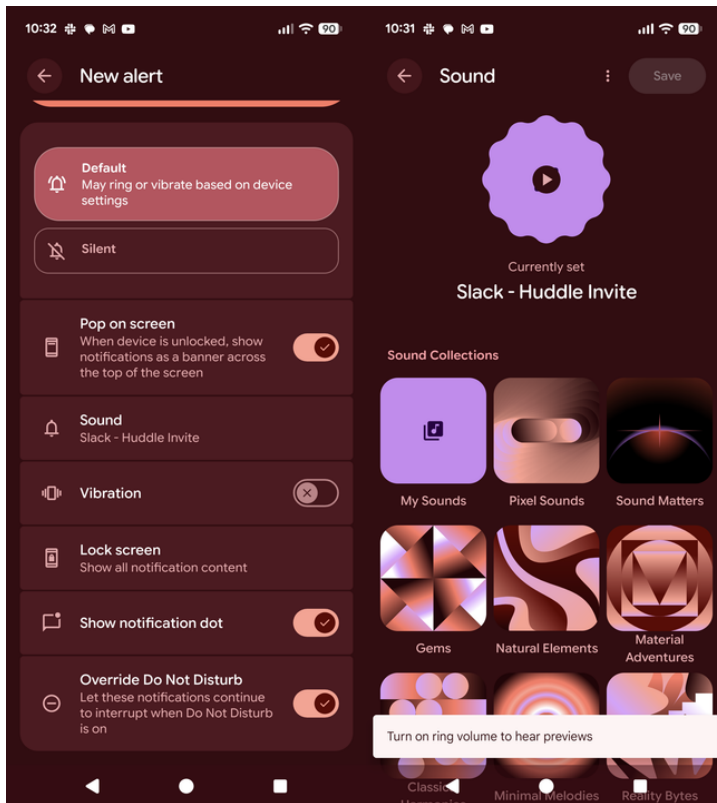 10:32
90
New alert
Default
May ring or vibrate based on device
settings
Silent
Pop on screen
When device is unlocked, show
notifications as a banner across
the top of the screen
Sound
Slack - Huddle Invite
Vibration
Lock screen
Show all notification content
Show notification dot
Override Do Not Disturb
Let these notifications continue
to interrupt when Do Not Disturb
is on
10:31
90
Sound
Save
Currently set
Slack - Huddle Invite
Sound Collections
My Sounds
Pixel Sounds
Sound Matters
Gems
Natural Elements
Material
Adventures
Turn on ring volume to hear previews
Minimal Melodies
Reality Bytes